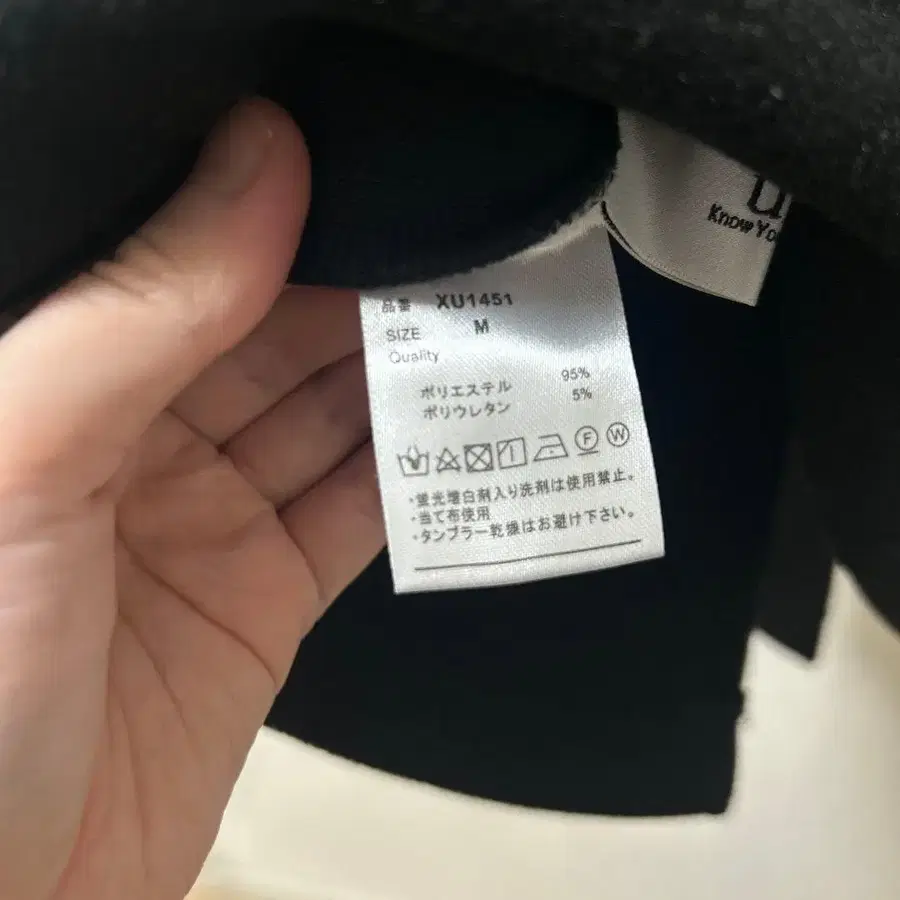 Know Yo
品番 XU1451
SIZE M
Quality
ポリエステル 95%
ポリウレタン 5%
F W
・蛍光増白剤入り洗剤は使用禁止。
・当て布使用
・タンブラー乾燥はお避け下さい。